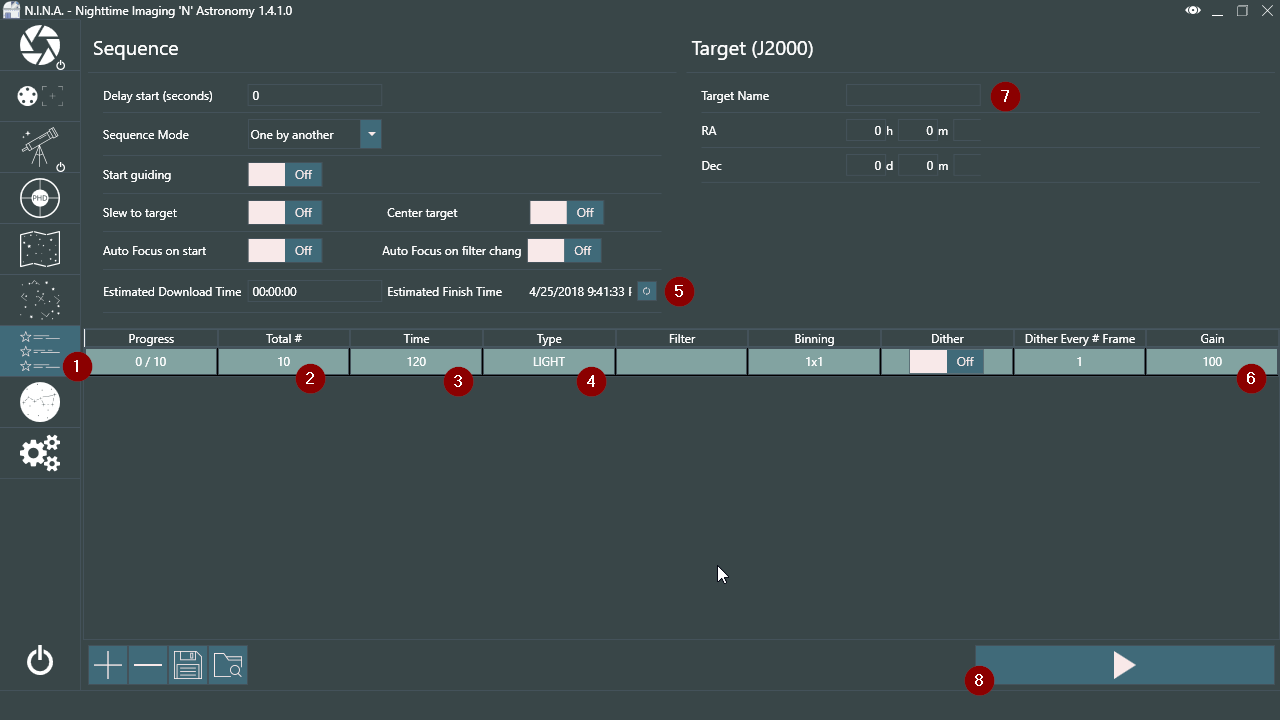 N.I.N.A. - Nighttime Imaging 'N' Astronomy 1.4.1.0
Sequence
Target (J2000)
Delay start (seconds) 0
Target Name 7
Sequence Mode One by another
RA 0 h 0 m
Start guiding Off
Dec 0 d 0 m
PHD
Slew to target Off Center target Off
Auto Focus on start Off Auto Focus on filter chang Off
Estimated Download Time 00:00:00 Estimated Finish Time 4/25/2018 9:41:33 5
Progress Total # Time Type Filter Binning Dither Dither Every # Frame Gain
0 / 10 10 120 LIGHT 1x1 Off 1 100
1 2 3 4 6
8